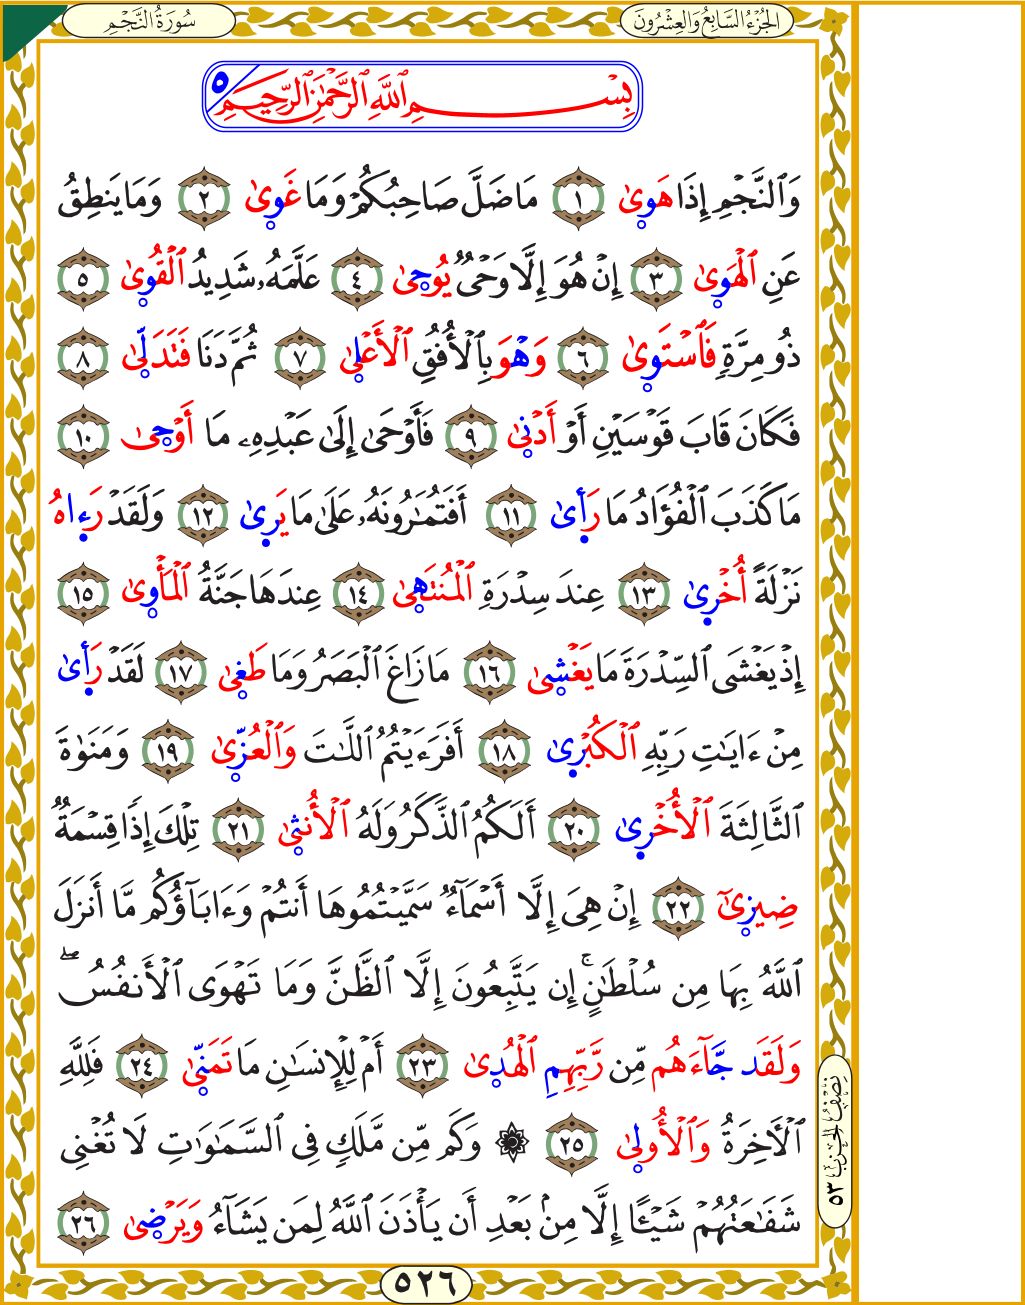 سُورَةُ النَّجْمِ
الجُزْءُ السَّابِعُ وَالعِشْرُونَ
بِسْمِ ٱللَّهِ ٱلرَّحْمَٰنِ ٱلرَّحِيمِ ٥
وَٱلنَّجْمِ إِذَا هَوِىٰ ١ مَا ضَلَّ صَاحِبُكُمْ وَمَا غَوِىٰ ٢ وَمَا يَنطِقُ
عَنِ ٱلْهَوِىٰ ٣ إِنْ هُوَ إِلَّا وَحْىٌ يُوحِىٰ ٤ عَلَّمَهُۥ شَدِيدُ ٱلْقُوِىٰ ٥
ذُو مِرَّةٍ فَٱسْتَوِىٰ ٦ وَهْوَ بِٱلْأُفُقِ ٱلْأَعْلِىٰ ٧ ثُمَّ دَنَا فَتَدَلِّىٰ ٨
فَكَانَ قَابَ قَوْسَيْنِ أَوْ أَدْنِىٰ ٩ فَأَوْحَىٰ إِلَىٰ عَبْدِهِۦ مَا أَوْحِىٰ ١٠
مَا كَذَبَ ٱلْفُؤَادُ مَا رَأِىٰ ١١ أَفَتُمَٰرُونَهُۥ عَلَىٰ مَا يَرِىٰ ١٢ وَلَقَدْ رَءِاهُ
نَزْلَةً أُخْرِىٰ ١٣ عِندَ سِدْرَةِ ٱلْمُنتَهِىٰ ١٤ عِندَهَا جَنَّةُ ٱلْمَأْوِىٰ ١٥
إِذْ يَغْشَى ٱلسِّدْرَةَ مَا يَغْشِىٰ ١٦ مَا زَاغَ ٱلْبَصَرُ وَمَا طَغِىٰ ١٧ لَقَدْ رَأِىٰ
مِنْ ءَايَٰتِ رَبِّهِ ٱلْكُبْرِىٰ ١٨ أَفَرَءَيْتُمُ ٱللَّٰتَ وَٱلْعُزِّىٰ ١٩ وَمَنَوٰةَ
ٱلثَّالِثَةَ ٱلْأُخْرِىٰ ٢٠ أَلَكُمُ ٱلذَّكَرُ وَلَهُ ٱلْأُنثِىٰ ٢١ تِلْكَ إِذًا قِسْمَةٌ
ضِيزِىٰٓ ٢٢ إِنْ هِىَ إِلَّا أَسْمَآءٌ سَمَّيْتُمُوهَا أَنتُمْ وَءَابَآؤُكُم مَّا أَنزَلَ
ٱللَّهُ بِهَا مِن سُلْطَٰنٍ ۚ إِن يَتَّبِعُونَ إِلَّا ٱلظَّنَّ وَمَا تَهْوَى ٱلْأَنفُسُ ۖ
وَلَقَد جَّآءَهُم مِّن رَّبِّهِمِ ٱلْهُدِىٰ ٢٣ أَمْ لِلْإِنسَٰنِ مَا تَمَنِّىٰ ٢٤ فَلِلَّهِ
ٱلْأَخِرَةُ وَٱلْأُولِىٰ ٢٥ ۞ وَكَم مِّن مَّلَكٍ فِى ٱلسَّمَٰوَٰتِ لَا تُغْنِى
شَفَٰعَتُهُمْ شَيْـًٔا إِلَّا مِنۢ بَعْدِ أَن يَأْذَنَ ٱللَّهُ لِمَن يَشَآءُ وَيَرْضِىٰ ٢٦
نِصْفُ الحِزْب ٥٣
٥٢٦